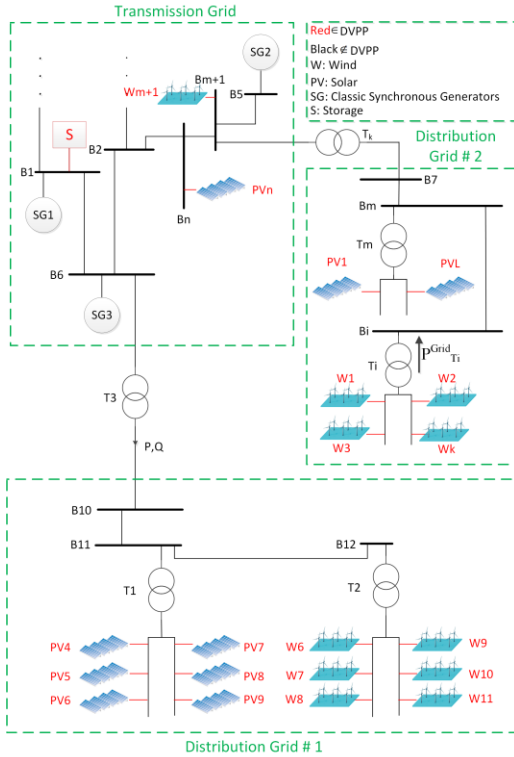 Transmission Grid
Red∈DVPP
Black∉DVPP
W: Wind
PV: Solar
SG: Classic Synchronous Generators
S: Storage
SG2
Wm+1
Bm+1
B5
S
B2
B1
SG1
Bn
PVn
B6
SG3
Tk
Distribution
Grid # 2
B7
Bm
Tm
PV1
PVL
Bi
Ti
P^Grid_Ti
W1
W2
W3
Wk
T3
P,Q
B10
B11
B12
T1
T2
PV4
PV7
W6
W9
PV5
PV8
W7
W10
PV6
PV9
W8
W11
Distribution Grid # 1